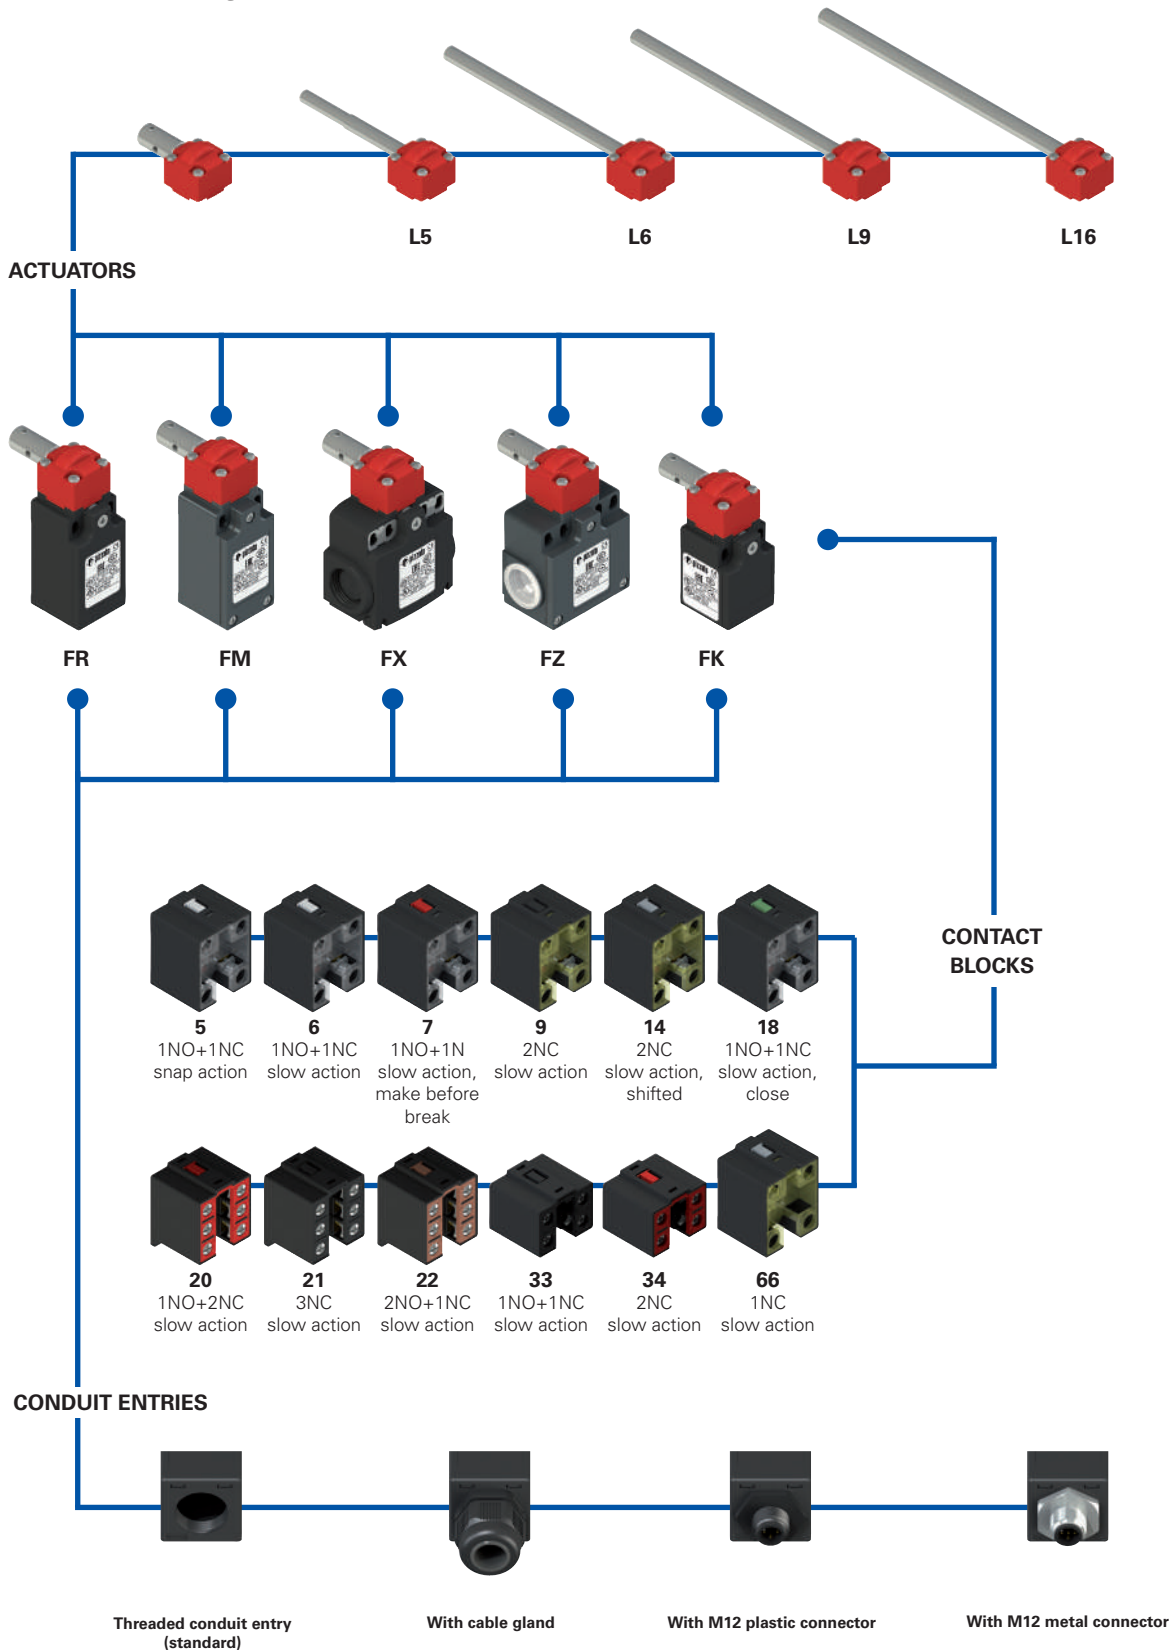 L5
L6
L9
L16
ACTUATORS
FR
FM
FX
FZ
FK
CONTACT
BLOCKS
5
1NO+1NC
snap action
6
1NO+1NC
slow action
7
1NO+1N
slow action,
make before
break
9
2NC
slow action
14
2NC
slow action,
shifted
18
1NO+1NC
slow action,
close
20
1NO+2NC
slow action
21
3NC
slow action
22
2NO+1NC
slow action
33
1NO+1NC
slow action
34
2NC
slow action
66
1NC
slow action
CONDUIT ENTRIES
Threaded conduit entry
(standard)
With cable gland
With M12 plastic connector
With M12 metal connector